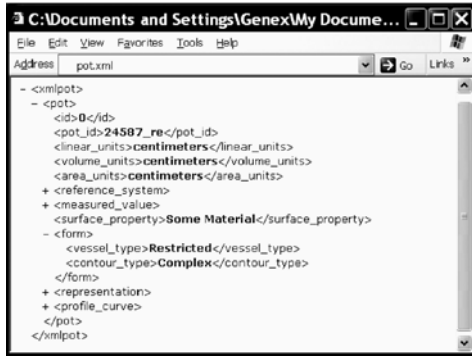 C:\Documents and Settings\Genex\My Docume...
File Edit View Favorites Tools Help
Address pot.xml Go Links »
- <xmlpot>
- <pot>
<id>0</id>
<pot_id>24587_re</pot_id>
<linear_units>centimeters</linear_units>
<volume_units>centimeters</volume_units>
<area_units>centimeters</area_units>
+ <reference_system>
+ <measured_value>
<surface_property>Some Material</surface_property>
- <form>
<vessel_type>Restricted</vessel_type>
<contour_type>Complex</contour_type>
</form>
+ <representation>
+ <profile_curve>
</pot>
</xmlpot>